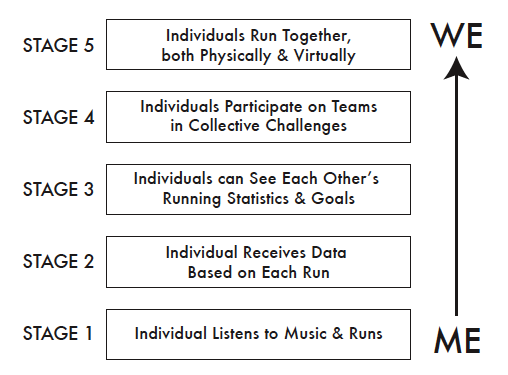 STAGE 5
Individuals Run Together,
both Physically & Virtually
WE
STAGE 4
Individuals Participate on Teams
in Collective Challenges
STAGE 3
Individuals can See Each Other's
Running Statistics & Goals
STAGE 2
Individual Receives Data
Based on Each Run
STAGE 1
Individual Listens to Music & Runs
ME